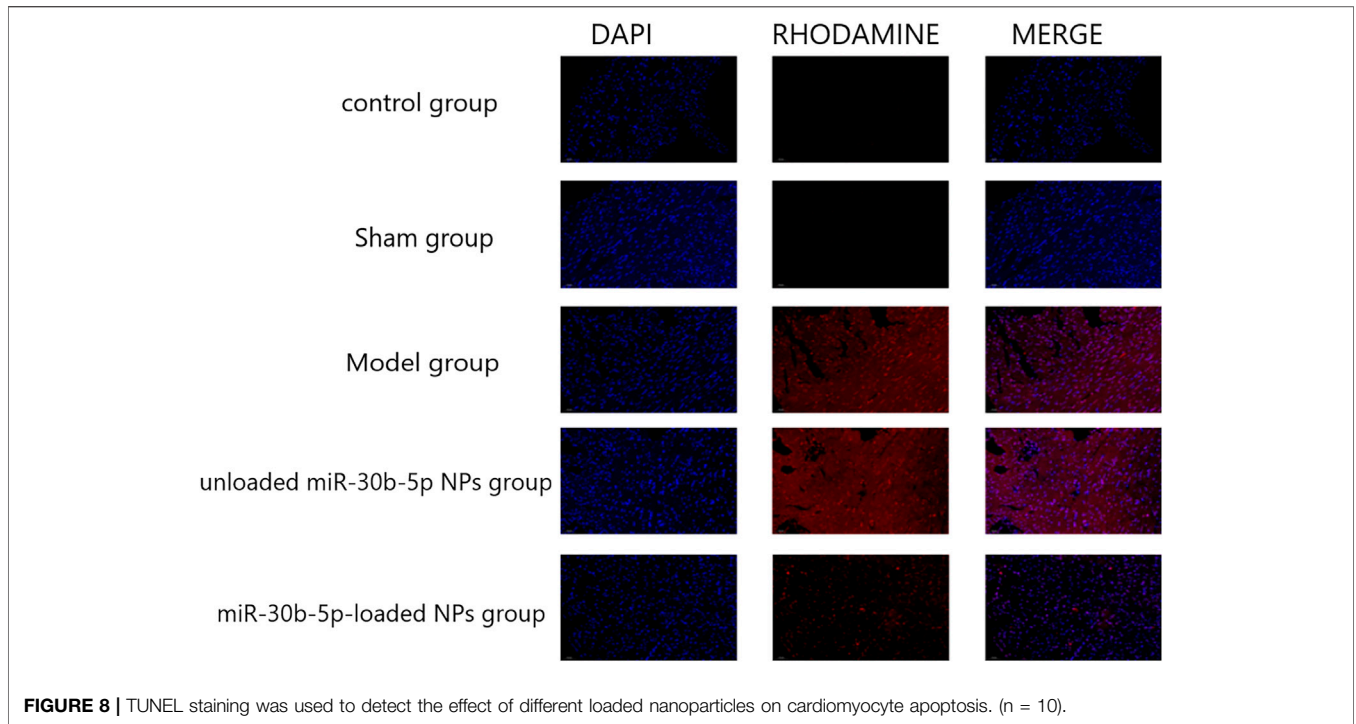 DAPI RHODAMINE MERGE
control group
Sham group
Model group
unloaded miR-30b-5p NPs group
miR-30b-5p-loaded NPs group
FIGURE 8 | TUNEL staining was used to detect the effect of different loaded nanoparticles on cardiomyocyte apoptosis. (n = 10).